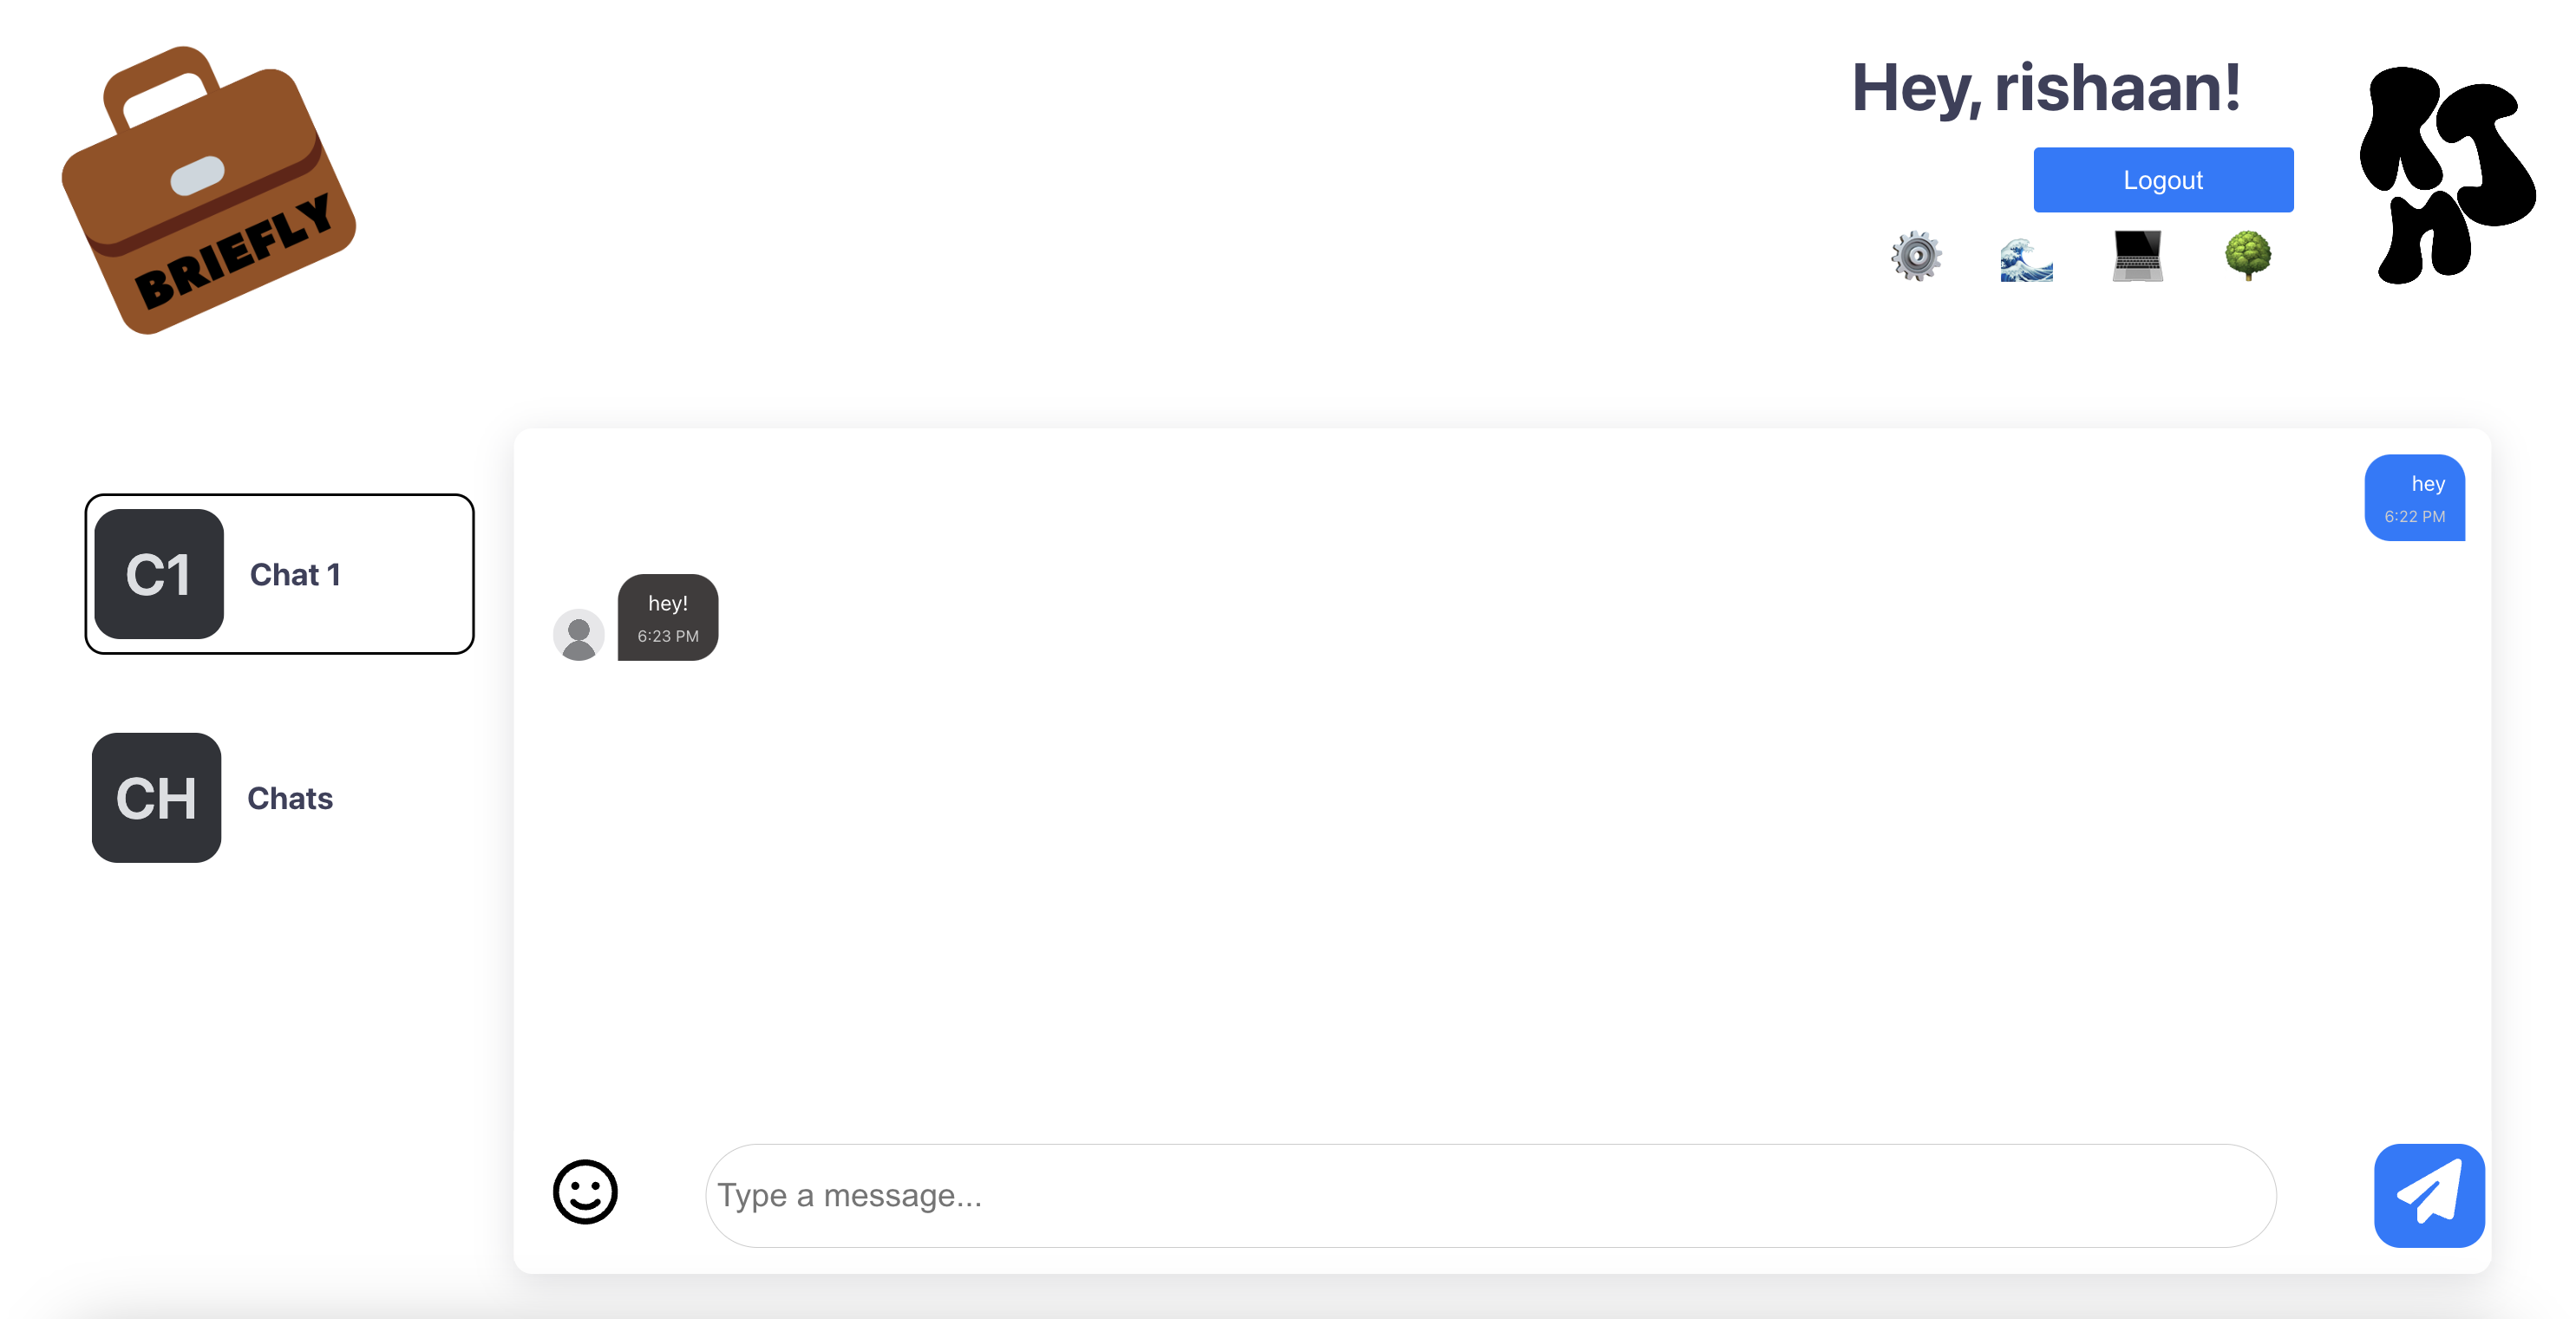 BRIEFLY
Hey, rishaan!
Logout
RJ
n
C1
Chat 1
CH
Chats
hey
6:22 PM
hey!
6:23 PM
Type a message...